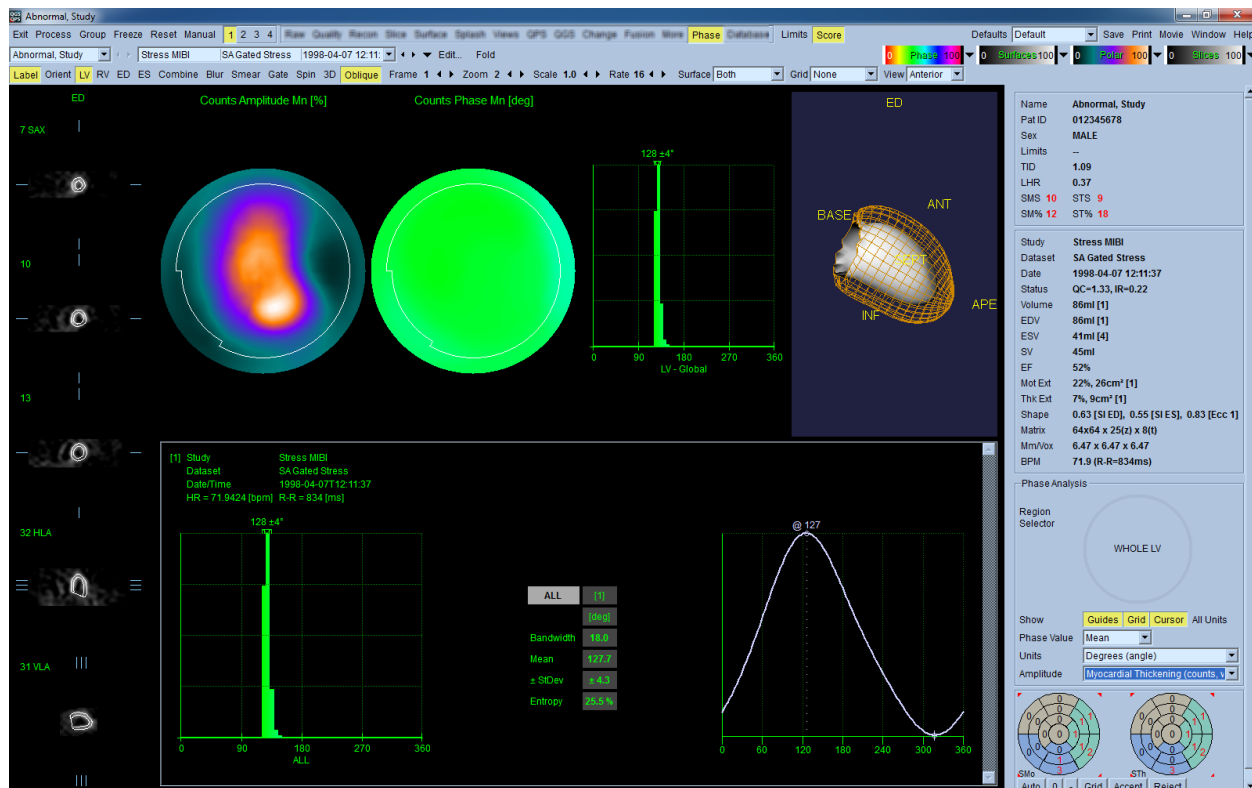 Abnormal, Study
Exit Process Group Freeze Reset Manual 1 2 3 4 Raw Quality Recon Slice Surface Splash Views QPS QGS Change Fusion More Phase Database Limits Score Defaults Default Save Print Movie Window Help
Abnormal, Study Stress MIBI SA Gated Stress 1998-04-07 12:11: Edit... Fold 0 Phase 100 0 Surfaces 100 0 Polar 100 0 Slices 100
Label Orient LV RV ED ES Combine Blur Smear Gate Spin 3D Oblique Frame 1 Zoom 2 Scale 1.0 Rate 16 Surface Both Grid None View Anterior
ED
7 SAX
10
13
32 HLA
31 VLA
Counts Amplitude Mn [%]
Counts Phase Mn [deg]
128 ±4°
0 90 180 270 360
LV - Global
ED
BASE
ANT
SEPT
INF
APE
[1] Study Stress MIBI
Dataset SA Gated Stress
Date/Time 1998-04-07T12:11:37
HR = 71.9424 [bpm] R-R = 834 [ms]
128 ±4°
0 90 180 270 360
ALL
ALL [1]
[deg]
Bandwidth 18.0
Mean 127.7
± StDev ± 4.3
Entropy 25.5 %
@ 127
0 60 120 180 240 300 360
Name Abnormal, Study
Pat ID 012345678
Sex MALE
Limits --
TID 1.09
LHR 0.37
SMS 10 STS 9
SM% 12 ST% 18
Study Stress MIBI
Dataset SA Gated Stress
Date 1998-04-07 12:11:37
Status QC=1.33, IR=0.22
Volume 86ml [1]
EDV 86ml [1]
ESV 41ml [4]
SV 45ml
EF 52%
Mot Ext 22%, 26cm² [1]
Thk Ext 7%, 9cm² [1]
Shape 0.63 [SI ED], 0.55 [SI ES], 0.83 [Ecc 1]
Matrix 64x64 x 25(z) x 8(t)
Mm/Vox 6.47 x 6.47 x 6.47
BPM 71.9 (R-R=834ms)
Phase Analysis
Region
Selector
WHOLE LV
Show Guides Grid Cursor All Units
Phase Value Mean
Units Degrees (angle)
Amplitude Myocardial Thickening (counts, v
SMo
STh
Auto 0 - Grid Accept Reject